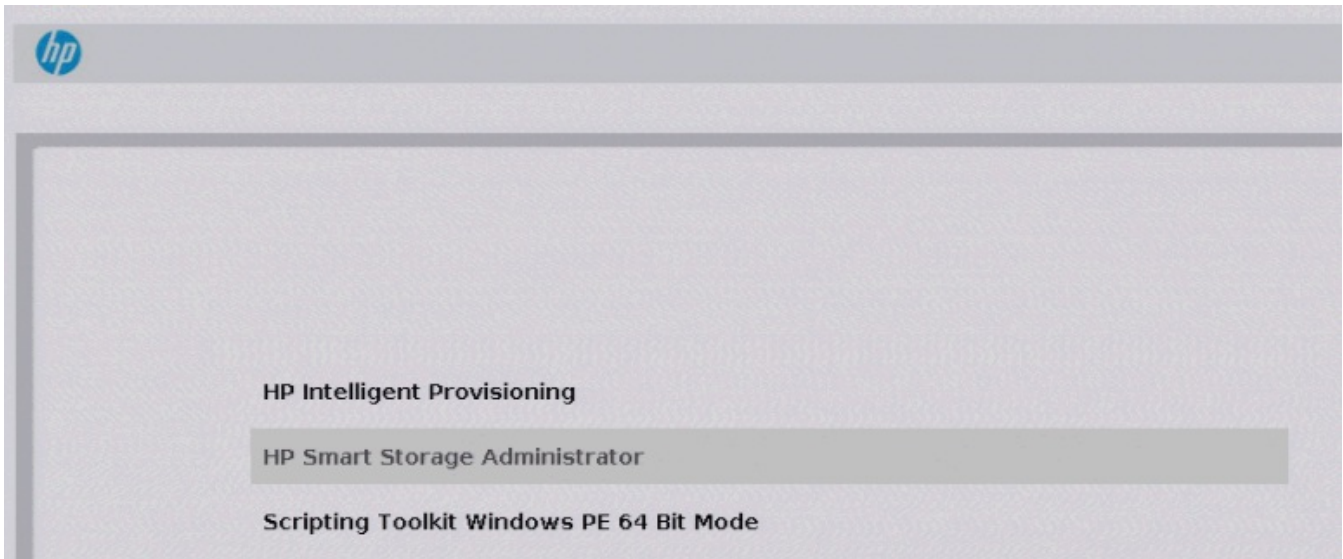 hp
HP Intelligent Provisioning
HP Smart Storage Administrator
Scripting Toolkit Windows PE 64 Bit Mode